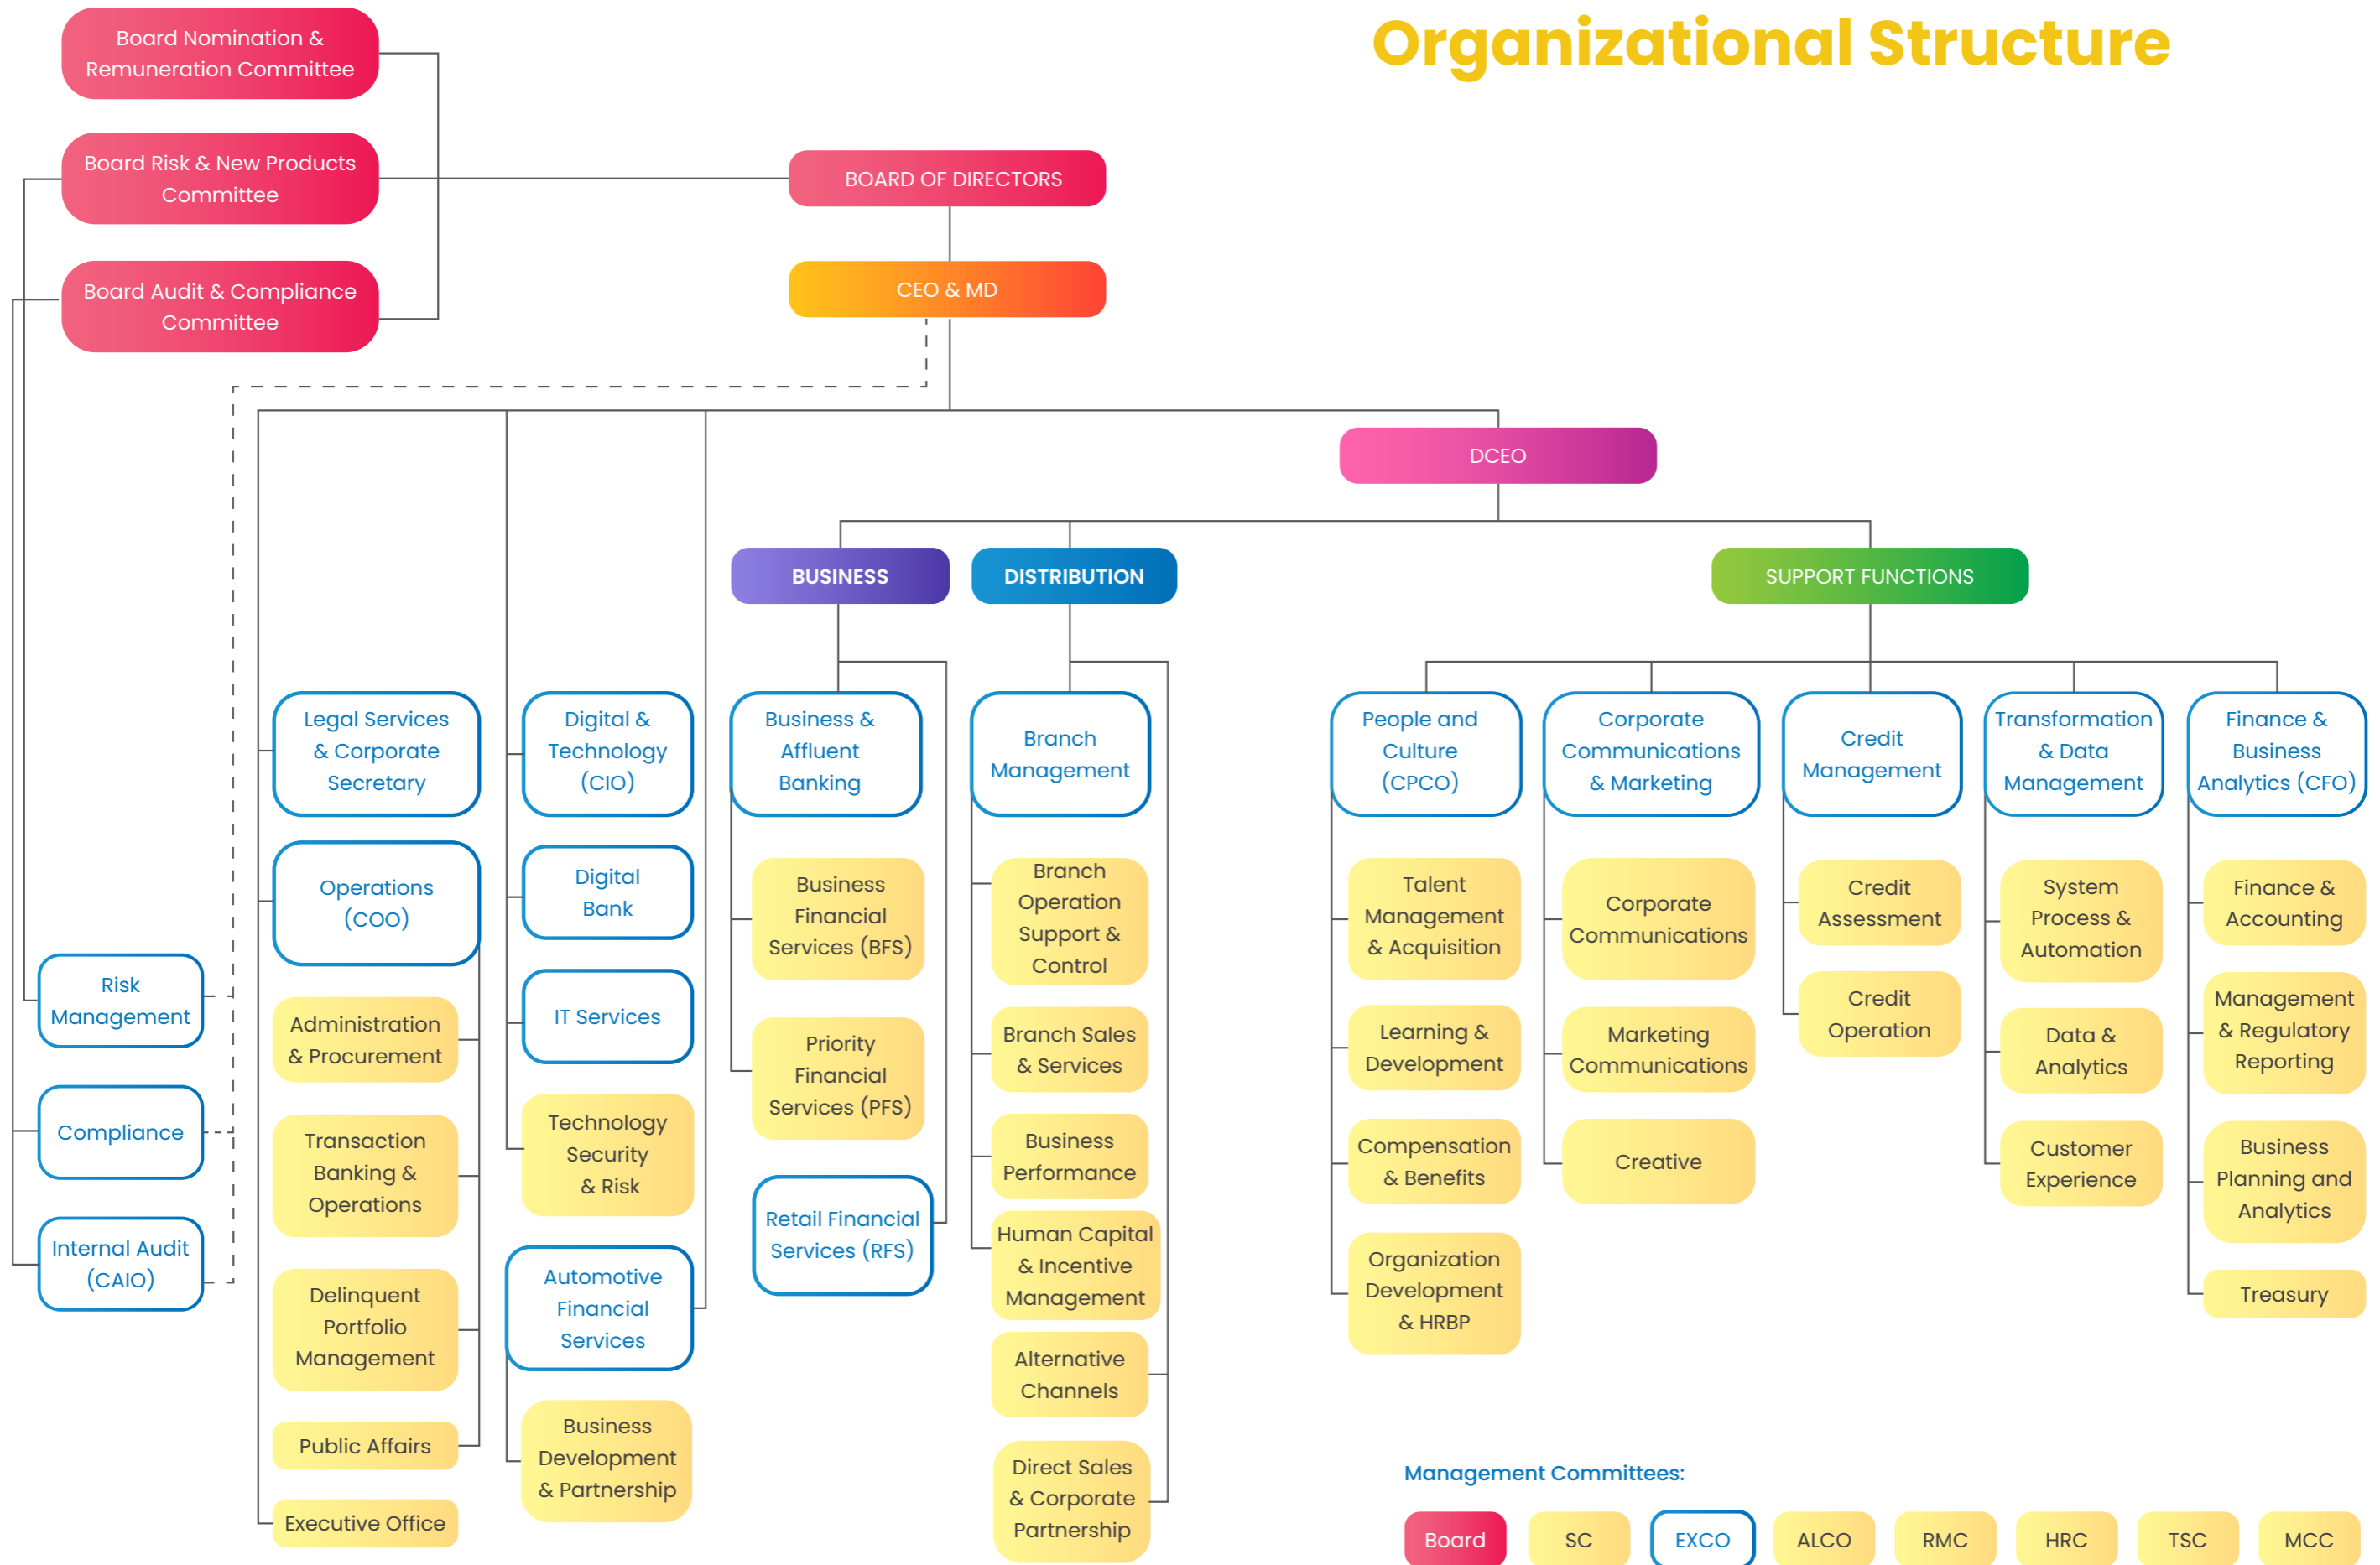 Organizational Structure
Board Nomination &
Remuneration Committee
Board Risk & New Products
Committee
Board Audit & Compliance
Committee
BOARD OF DIRECTORS
CEO & MD
DCEO
BUSINESS
DISTRIBUTION
SUPPORT FUNCTIONS
Risk
Management
Compliance
Internal Audit
(CAIO)
Legal Services
& Corporate
Secretary
Operations
(COO)
Administration
& Procurement
Transaction
Banking &
Operations
Delinquent
Portfolio
Management
Public Affairs
Executive Office
Digital &
Technology
(CIO)
Digital
Bank
IT Services
Technology
Security
& Risk
Automotive
Financial
Services
Business
Development
& Partnership
Business &
Affluent
Banking
Business
Financial
Services (BFS)
Priority
Financial
Services (PFS)
Retail Financial
Services (RFS)
Branch
Management
Branch
Operation
Support &
Control
Branch Sales
& Services
Business
Performance
Human Capital
& Incentive
Management
Alternative
Channels
Direct Sales
& Corporate
Partnership
People and
Culture
(CPCO)
Talent
Management
& Acquisition
Learning &
Development
Compensation
& Benefits
Organization
Development
& HRBP
Corporate
Communications
& Marketing
Corporate
Communications
Marketing
Communications
Creative
Credit
Management
Credit
Assessment
Credit
Operation
Transformation
& Data
Management
System
Process &
Automation
Data &
Analytics
Customer
Experience
Finance &
Business
Analytics (CFO)
Finance &
Accounting
Management
& Regulatory
Reporting
Business
Planning and
Analytics
Treasury
Management Committees:
Board
SC
EXCO
ALCO
RMC
HRC
TSC
MCC